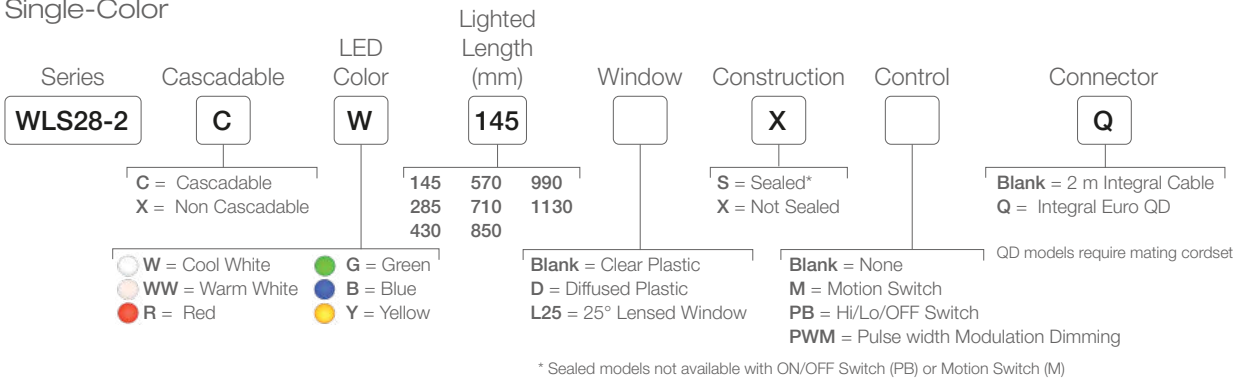 Single-Color
Series
Cascadable
LED
Color
Lighted
Length
(mm)
Window
Construction
Control
Connector
WLS28-2
C
W
145
X
Q
C = Cascadable
X = Non Cascadable
145 570 990
285 710 1130
430 850
S = Sealed*
X = Not Sealed
Blank = 2 m Integral Cable
Q = Integral Euro QD
QD models require mating cordset
W = Cool White
WW = Warm White
R = Red
G = Green
B = Blue
Y = Yellow
Blank = Clear Plastic
D = Diffused Plastic
L25 = 25° Lensed Window
Blank = None
M = Motion Switch
PB = Hi/Lo/OFF Switch
PWM = Pulse width Modulation Dimming
* Sealed models not available with ON/OFF Switch (PB) or Motion Switch (M)